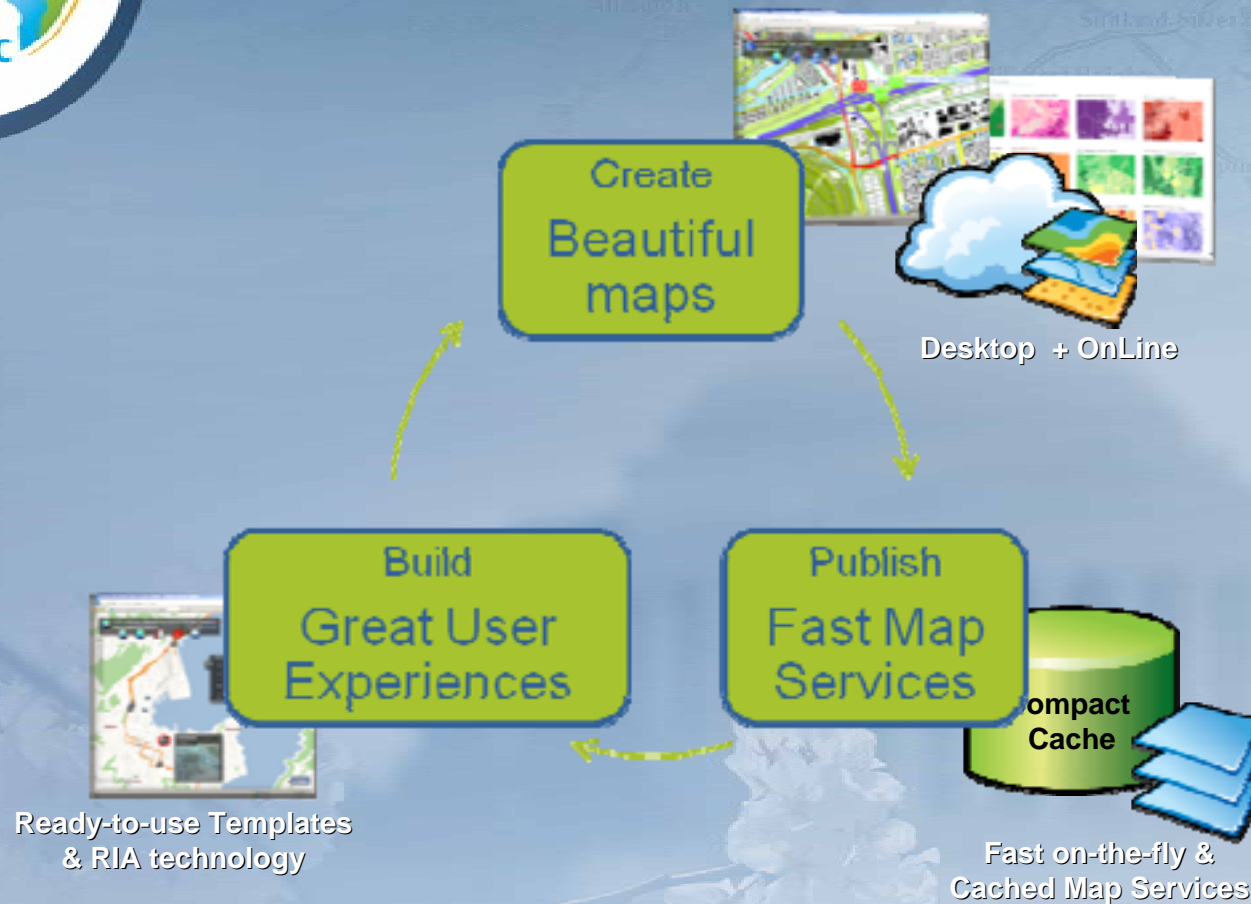 Create
Beautiful
maps
Desktop + OnLine
Build
Great User
Experiences
Publish
Fast Map
Services
ompact
Cache
Ready-to-use Templates
& RIA technology
Fast on-the-fly &
Cached Map Services